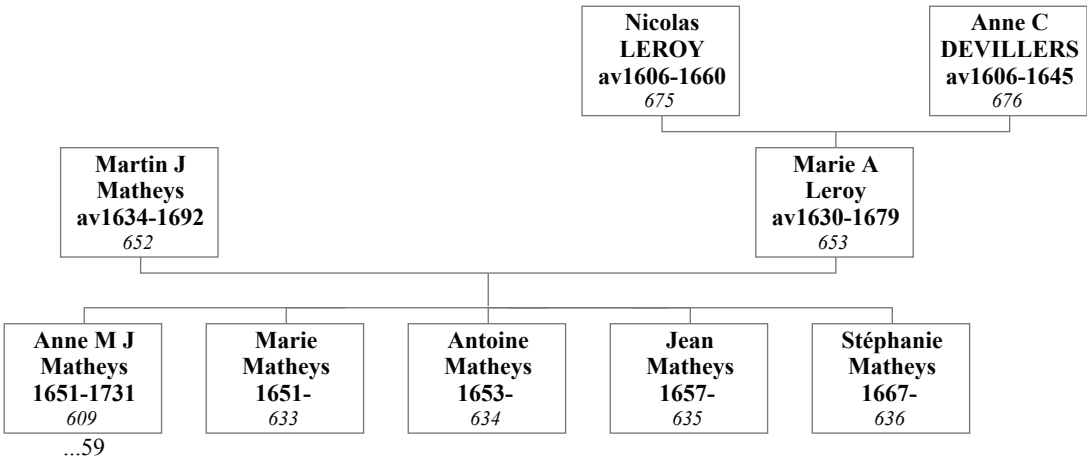 Nicolas
LEROY
av1606-1660
675
Anne C
DEVILLERS
av1606-1645
676
Martin J
Matheys
av1634-1692
652
Marie A
Leroy
av1630-1679
653
Anne M J
Matheys
1651-1731
609
...59
Marie
Matheys
1651-
633
Antoine
Matheys
1653-
634
Jean
Matheys
1657-
635
Stéphanie
Matheys
1667-
636